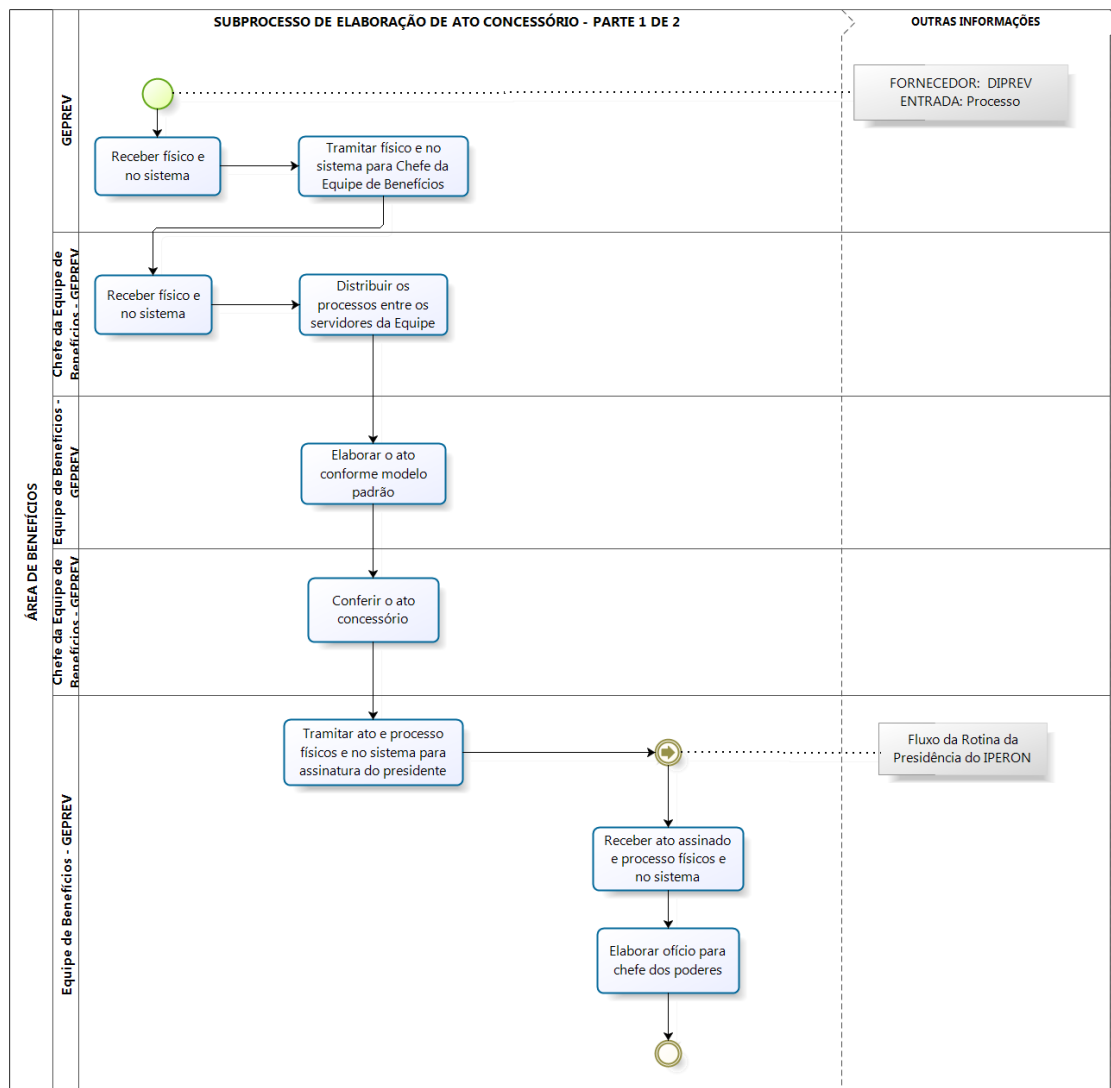 SUBPROCESSO DE ELABORAÇÃO DE ATO CONCESSÓRIO - PARTE 1 DE 2
OUTRAS INFORMAÇÕES
ÁREA DE BENEFÍCIOS
GEPREV
FORNECEDOR: DIPREV
ENTRADA: Processo
Receber físico e
no sistema
Tramitar físico e no
sistema para Chefe da
Equipe de Benefícios
Chefe da Equipe de
Benefícios - GEPREV
Receber físico e
no sistema
Distribuir os
processos entre os
servidores da Equipe
Equipe de Benefícios -
GEPREV
Elaborar o ato
conforme modelo
padrão
Chefe da Equipe de
Benefícios - GEPREV
Conferir o ato
concessório
Equipe de Benefícios - GEPREV
Tramitar ato e processo
físicos e no sistema para
assinatura do presidente
Fluxo da Rotina da
Presidência do IPERON
Receber ato assinado
e processo físicos e
no sistema
Elaborar ofício para
chefe dos poderes